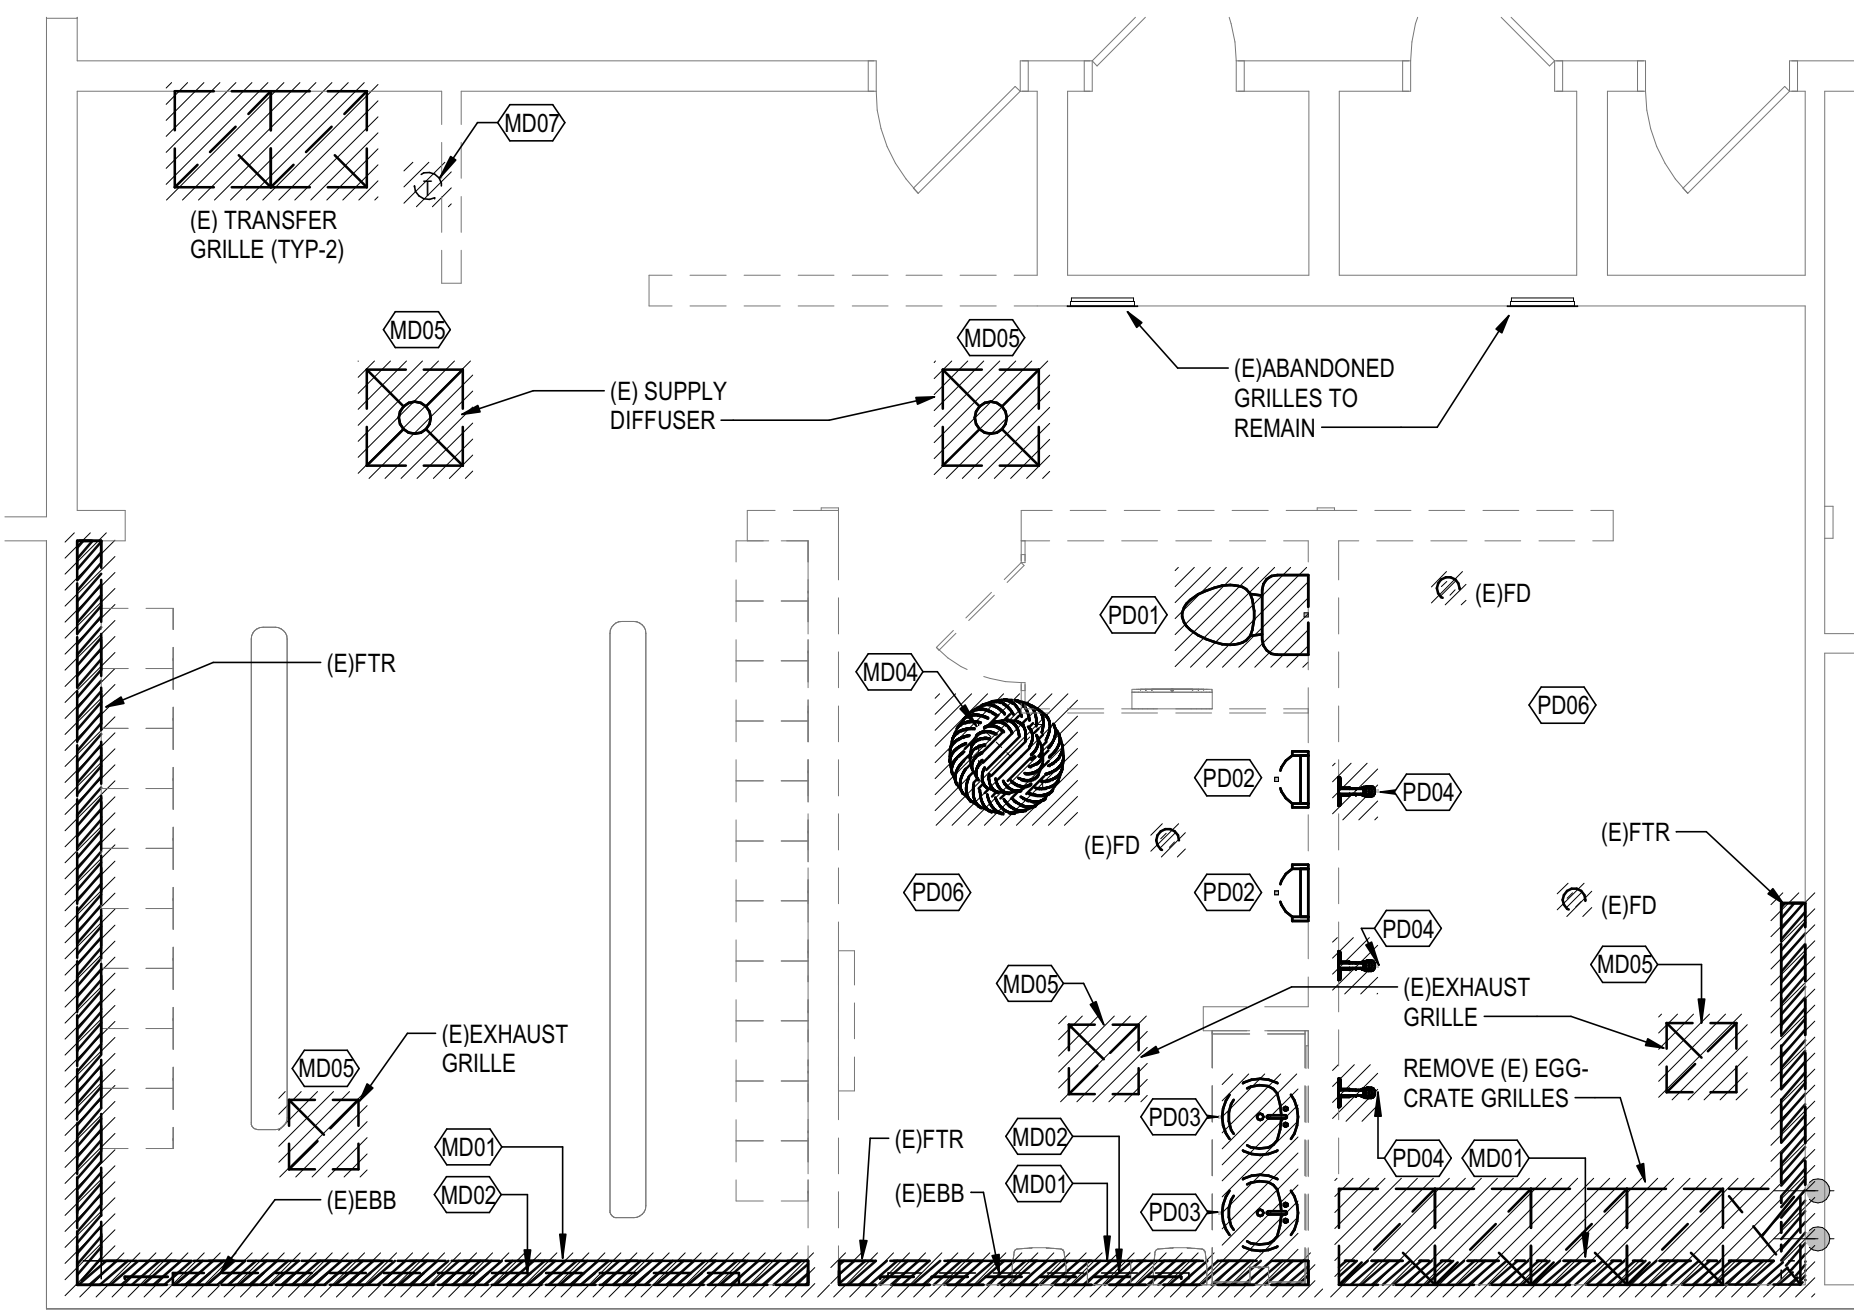 MD07
(E) TRANSFER
GRILLE (TYP-2)
MD05
MD05
(E) SUPPLY
DIFFUSER
(E)ABANDONED
GRILLES TO
REMAIN
(E)FD
PD01
(E)FTR
MD04
PD06
PD02
PD04
(E)FTR
(E)FD
PD06
PD02
(E)FD
PD04
MD05
MD05
(E)EXHAUST
GRILLE
(E)EXHAUST
GRILLE
MD05
REMOVE (E) EGG-
CRATE GRILLES
PD03
MD01
(E)FTR
MD02
PD04
MD01
MD02
(E)EBB
(E)EBB
MD01
PD03
T